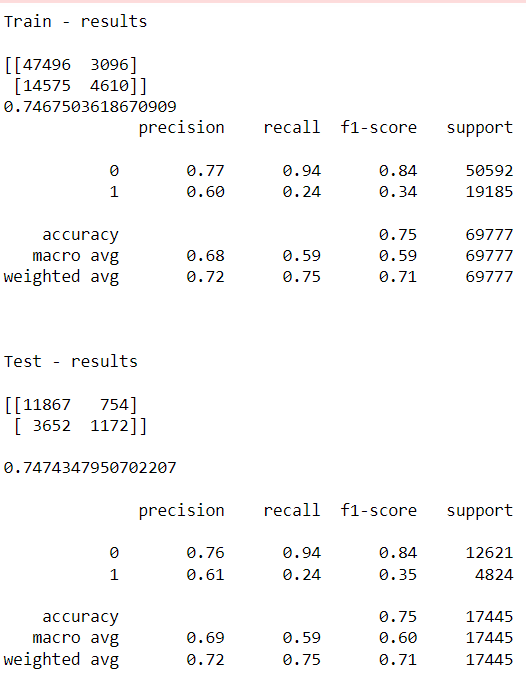 Train - results
[[47496  3096]
 [14575  4610]]
0.7467503618670909
              precision    recall  f1-score   support
           0       0.77      0.94      0.84     50592
           1       0.60      0.24      0.34     19185
    accuracy                           0.75     69777
   macro avg       0.68      0.59      0.59     69777
weighted avg       0.72      0.75      0.71     69777
Test - results
[[11867   754]
 [ 3652  1172]]
0.7474347950702207
              precision    recall  f1-score   support
           0       0.76      0.94      0.84     12621
           1       0.61      0.24      0.35      4824
    accuracy                           0.75     17445
   macro avg       0.69      0.59      0.60     17445
weighted avg       0.72      0.75      0.71     17445